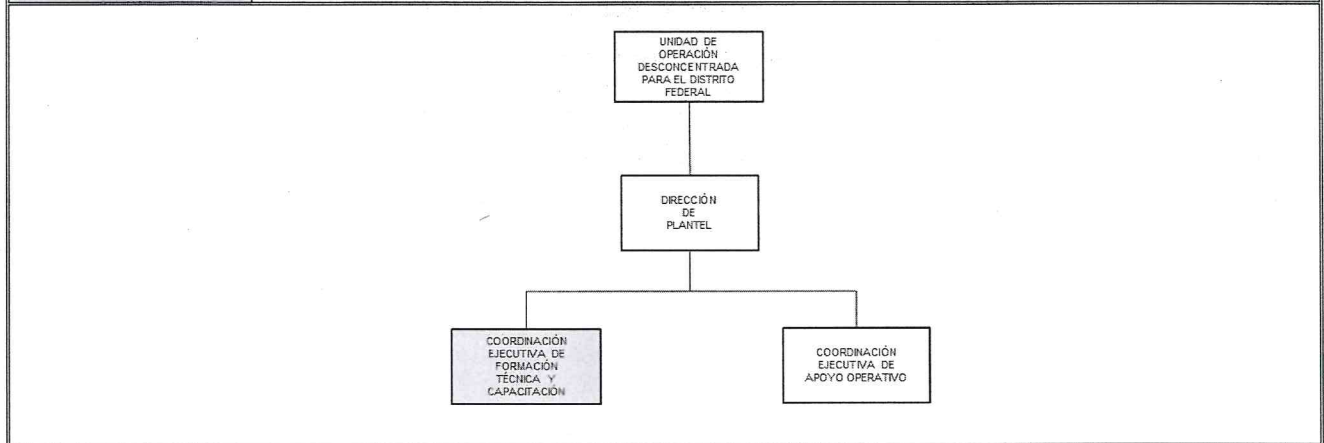 UNIDAD DE
OPERACIÓN
DESCONCENTRADA
PARA EL DISTRITO
FEDERAL
DIRECCIÓN
DE
PLANTEL
COORDINACIÓN
EJECUTIVA DE
FORMACIÓN
TÉCNICA Y
CAPACITACIÓN
COORDINACIÓN
EJECUTIVA DE
APOYO OPERATIVO